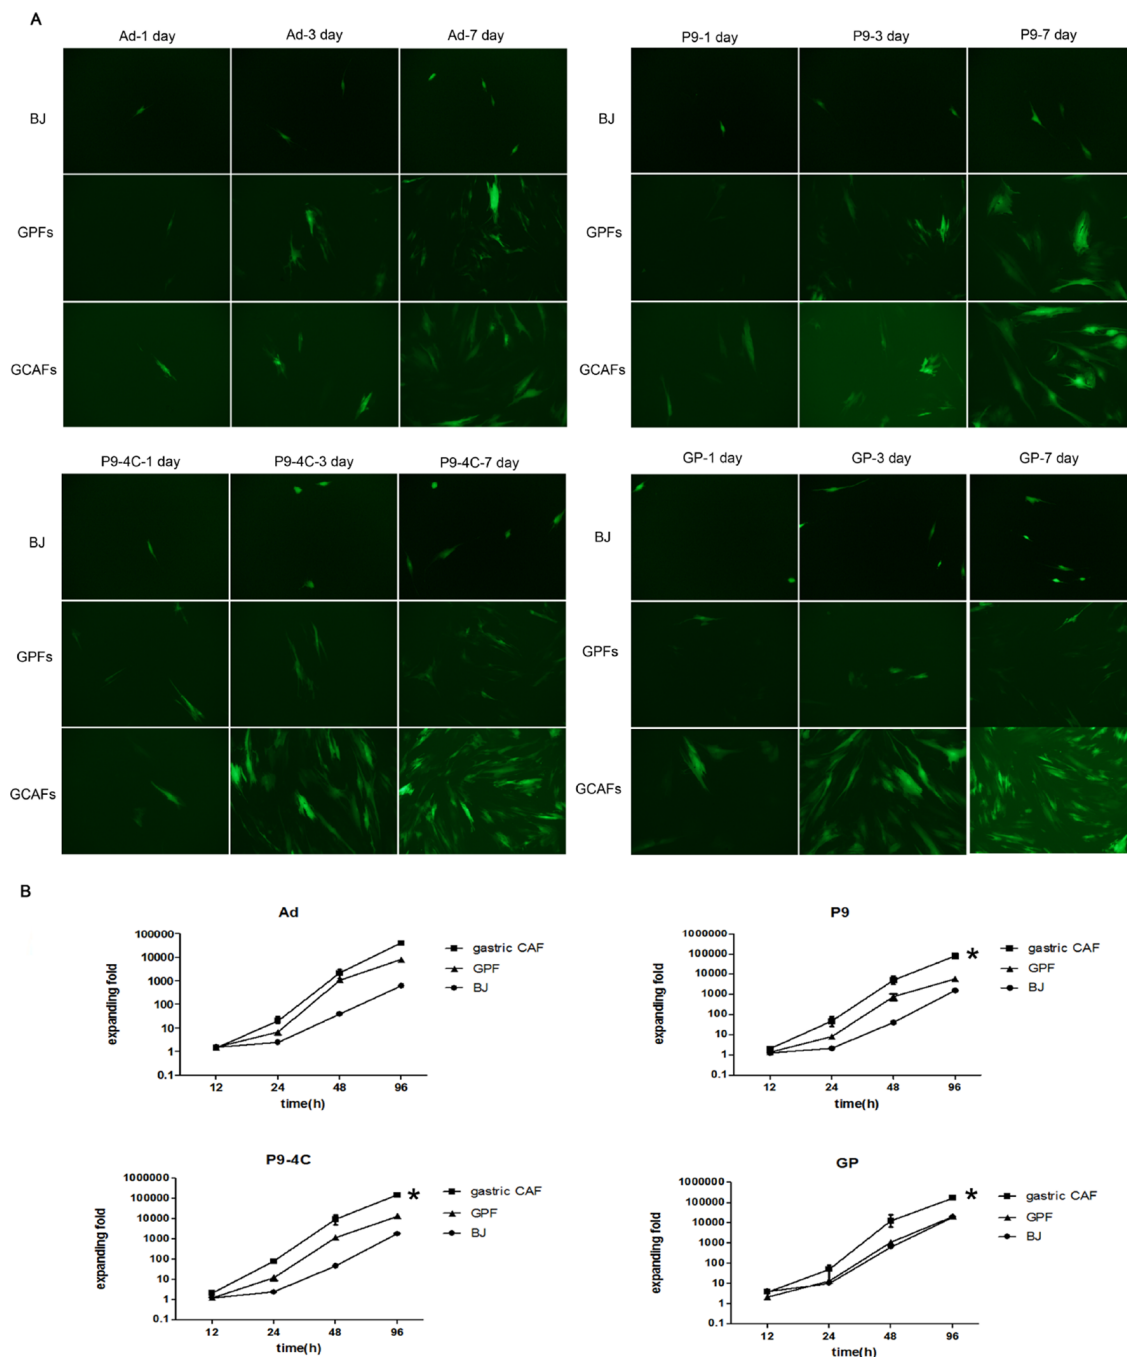 A
Ad-1 day Ad-3 day Ad-7 day
BJ
GPFs
GCAFs
P9-1 day P9-3 day P9-7 day
BJ
GPFs
GCAFs
P9-4C-1 day P9-4C-3 day P9-4C-7 day
BJ
GPFs
GCAFs
GP-1 day GP-3 day GP-7 day
BJ
GPFs
GCAFs
B
Ad
expanding fold
100000
10000
1000
100
10
1
0.1
12 24 48 96
time(h)
gastric CAF
GPF
BJ
P9
expanding fold
1000000
100000
10000
1000
100
10
1
0.1
12 24 48 96
time(h)
gastric CAF
GPF
BJ
*
P9-4C
expanding fold
1000000
100000
10000
1000
100
10
1
0.1
12 24 48 96
time(h)
gastric CAF
GPF
BJ
*
GP
expanding fold
1000000
100000
10000
1000
100
10
1
0.1
12 24 48 96
time(h)
gastric CAF
GPF
BJ
*